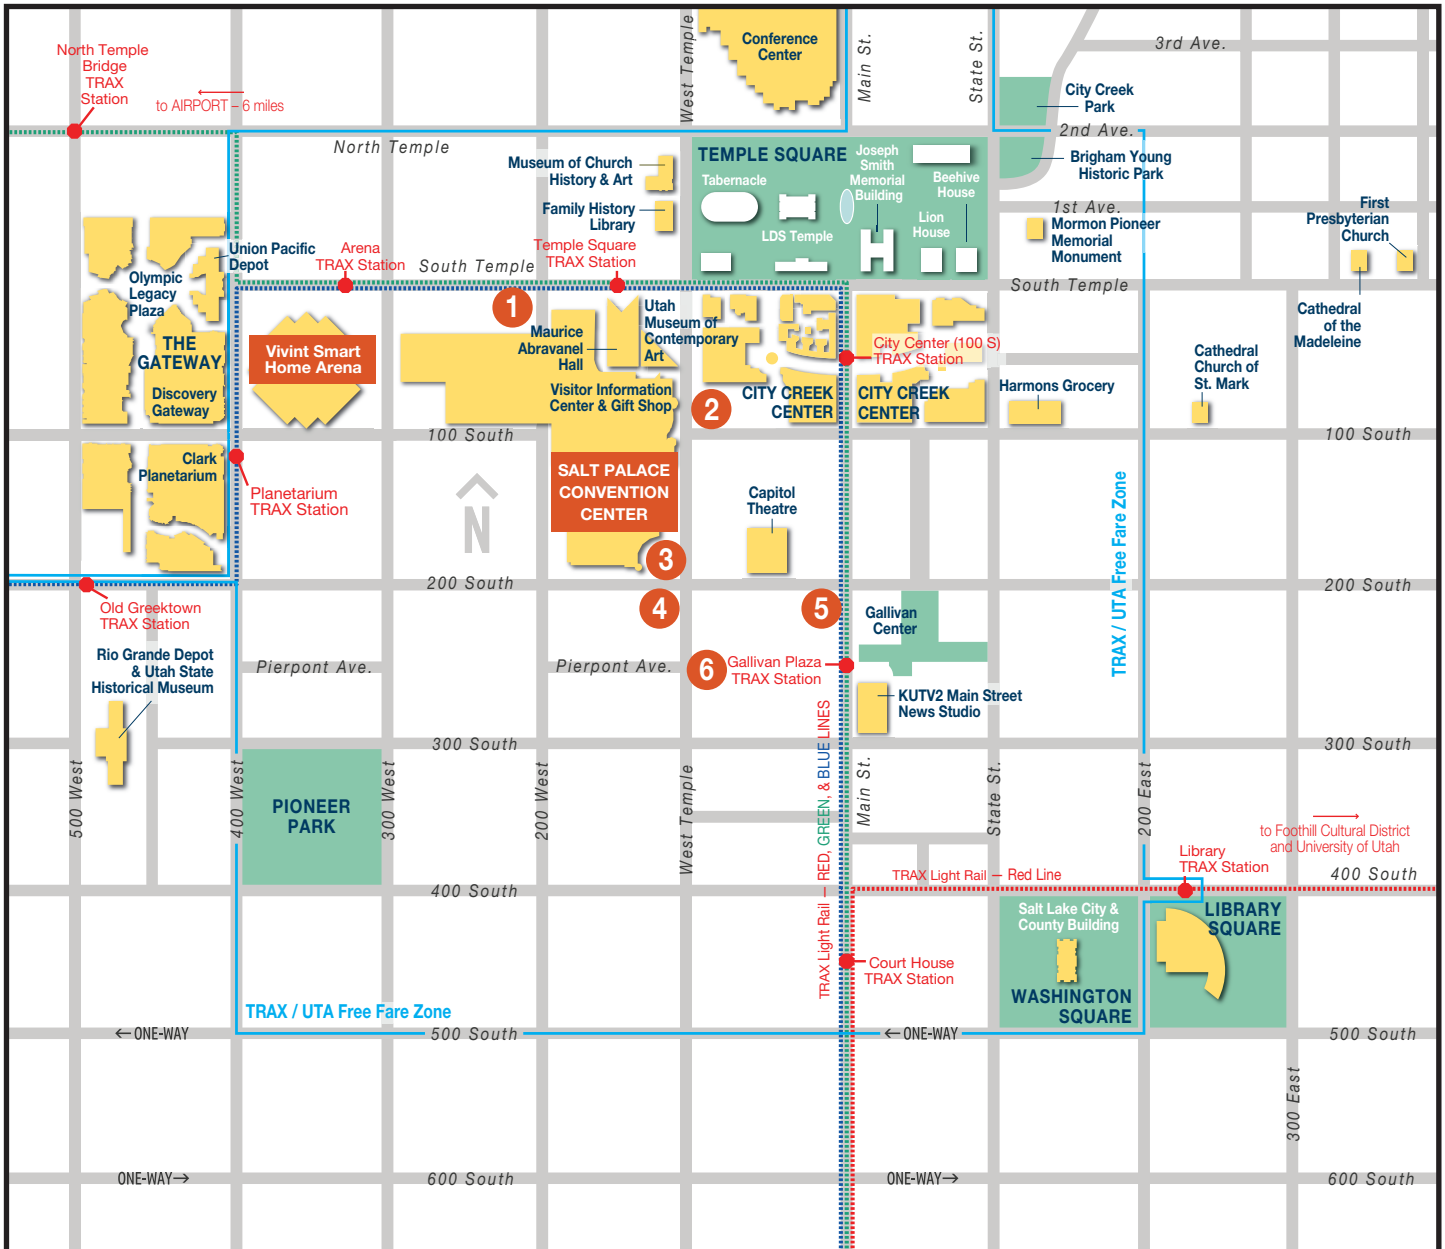 North Temple
Bridge
TRAX
Station
to AIRPORT – 6 miles
West Temple
Conference
Center
Main St.
State St.
3rd Ave.
City Creek
Park
2nd Ave.
Brigham Young
Historic Park
North Temple
Museum of Church
History & Art
Family History
Library
TEMPLE SQUARE
Tabernacle
LDS Temple
Joseph
Smith
Memorial
Building
Beehive
House
Lion
House
1st Ave.
Mormon Pioneer
Memorial
Monument
First
Presbyterian
Church
Union Pacific
Depot
Arena
TRAX Station
South Temple
Temple Square
TRAX Station
South Temple
Olympic
Legacy
Plaza
THE
GATEWAY
Discovery
Gateway
Vivint Smart
Home Arena
1
Maurice
Abravanel
Hall
Utah
Museum of
Contemporary
Art
Visitor Information
Center & Gift Shop
2
CITY CREEK
CENTER
City Center (100 S)
TRAX Station
CITY CREEK
CENTER
Harmons Grocery
Cathedral
Church of
St. Mark
Cathedral
of the
Madeleine
100 South
100 South
Clark
Planetarium
Planetarium
TRAX Station
N
SALT PALACE
CONVENTION
CENTER
Capitol
Theatre
TRAX / UTA Free Fare Zone
3
200 South
200 South
Old Greektown
TRAX Station
4
5
Gallivan
Center
Rio Grande Depot
& Utah State
Historical Museum
Pierpont Ave.
Pierpont Ave.
6
Gallivan Plaza
TRAX Station
KUTV2 Main Street
News Studio
300 South
300 South
500 West
400 West
PIONEER
PARK
300 West
200 West
West Temple
TRAX Light Rail — RED, GREEN, & BLUE LINES
Main St.
State St.
200 East
to Foothill Cultural District
and University of Utah
Library
TRAX Station
400 South
TRAX Light Rail — Red Line
400 South
Salt Lake City &
County Building
WASHINGTON
SQUARE
LIBRARY
SQUARE
Court House
TRAX Station
TRAX / UTA Free Fare Zone
ONE-WAY
500 South
ONE-WAY
500 South
300 East
ONE-WAY
600 South
ONE-WAY
600 South